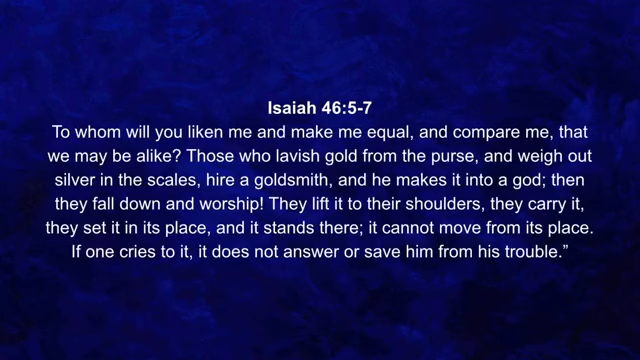 Isaiah 46:5-7
To whom will you liken me and make me equal, and compare me, that
we may be alike? Those who lavish gold from the purse, and weigh out
silver in the scales, hire a goldsmith, and he makes it into a god; then
they fall down and worship! They lift it to their shoulders, they carry it,
they set it in its place, and it stands there; it cannot move from its place.
If one cries to it, it does not answer or save him from his trouble.”